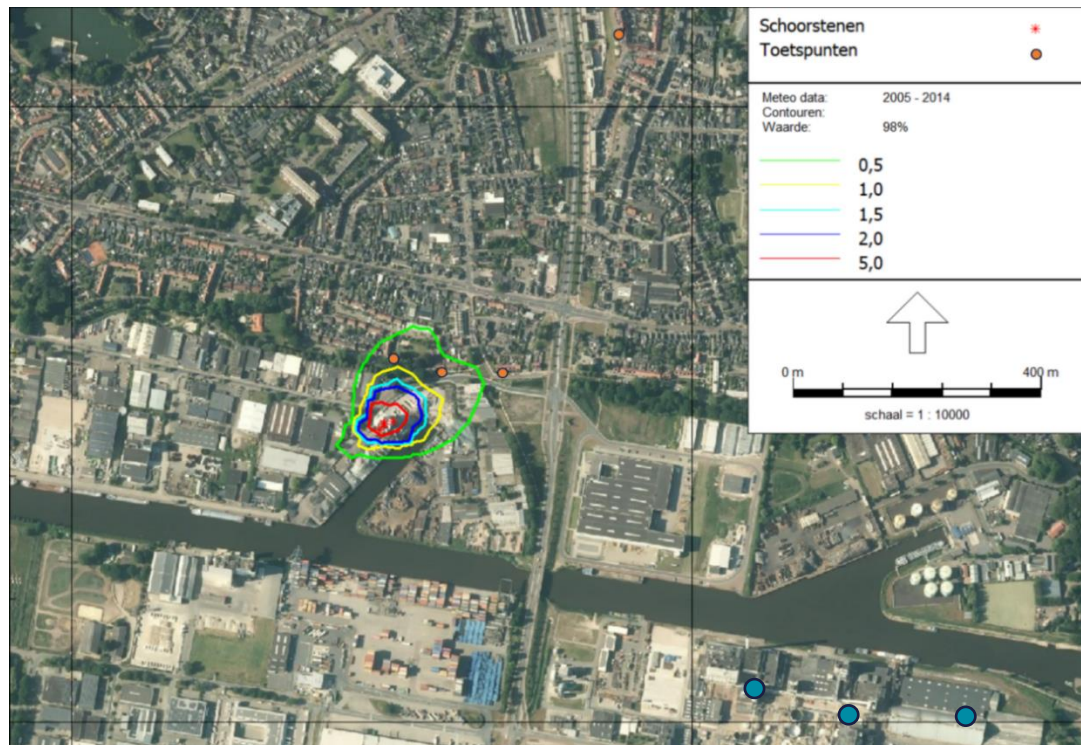 Schoorstenen
Toetspunten
Meteo data: 2005 - 2014
Contouren:
Waarde: 98%
0,5
1,0
1,5
2,0
5,0
0 m 400 m
schaal = 1 : 10000